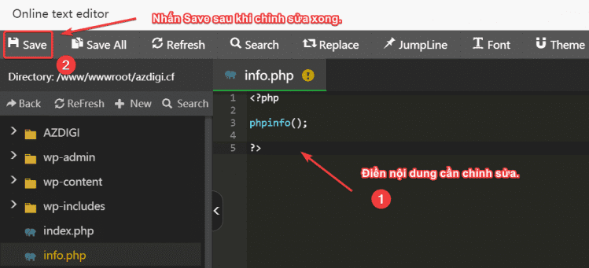 Online text editor
Nhấn Save sau khi chỉnh sửa xong.
Save
Save All
Refresh
Search
Replace
JumpLine
Font
Theme
2
Directory: /www/wwwroot/azdigi.cf
info.php
Back
ReFresh
New
Search
AZDIGI
wp-admin
wp-content
wp-includes
index.php
info.php
1 <?php
2
3 phpinfo();
4
5 ?>
Điền nội dung cần chỉnh sửa.
1